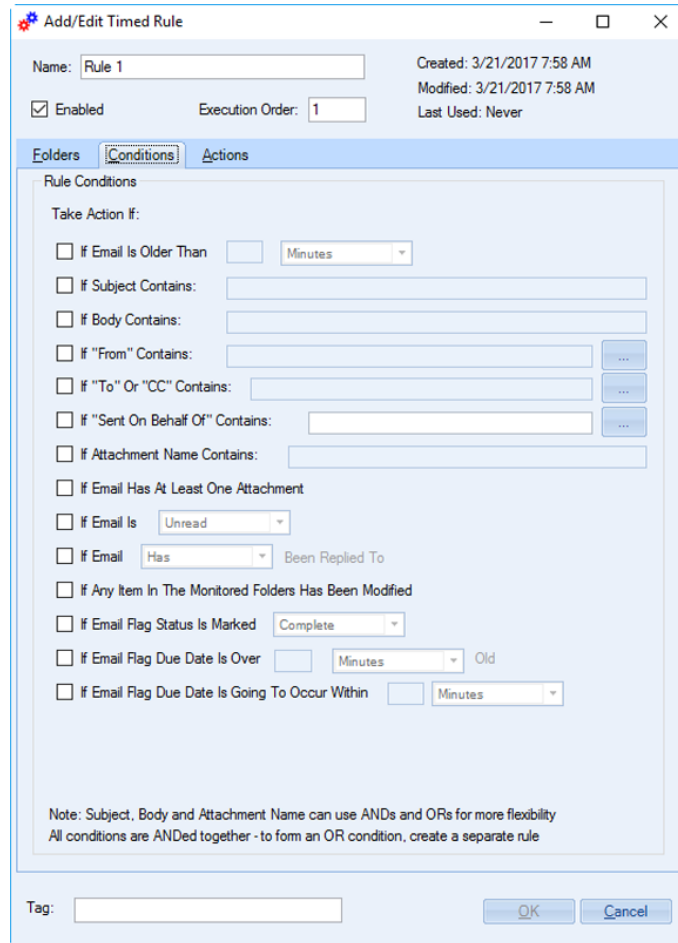 Add/Edit Timed Rule
Name: Rule 1
Created: 3/21/2017 7:58 AM
Modified: 3/21/2017 7:58 AM
Enabled Execution Order: 1 Last Used: Never
Folders Conditions Actions
Rule Conditions
Take Action If:
If Email Is Older Than Minutes
If Subject Contains:
If Body Contains:
If "From" Contains: ...
If "To" Or "CC" Contains: ...
If "Sent On Behalf Of" Contains: ...
If Attachment Name Contains:
If Email Has At Least One Attachment
If Email Is Unread
If Email Has Been Replied To
If Any Item In The Monitored Folders Has Been Modified
If Email Flag Status Is Marked Complete
If Email Flag Due Date Is Over Minutes Old
If Email Flag Due Date Is Going To Occur Within Minutes
Note: Subject, Body and Attachment Name can use ANDs and ORs for more flexibility
All conditions are ANDed together - to form an OR condition, create a separate rule
Tag: OK Cancel